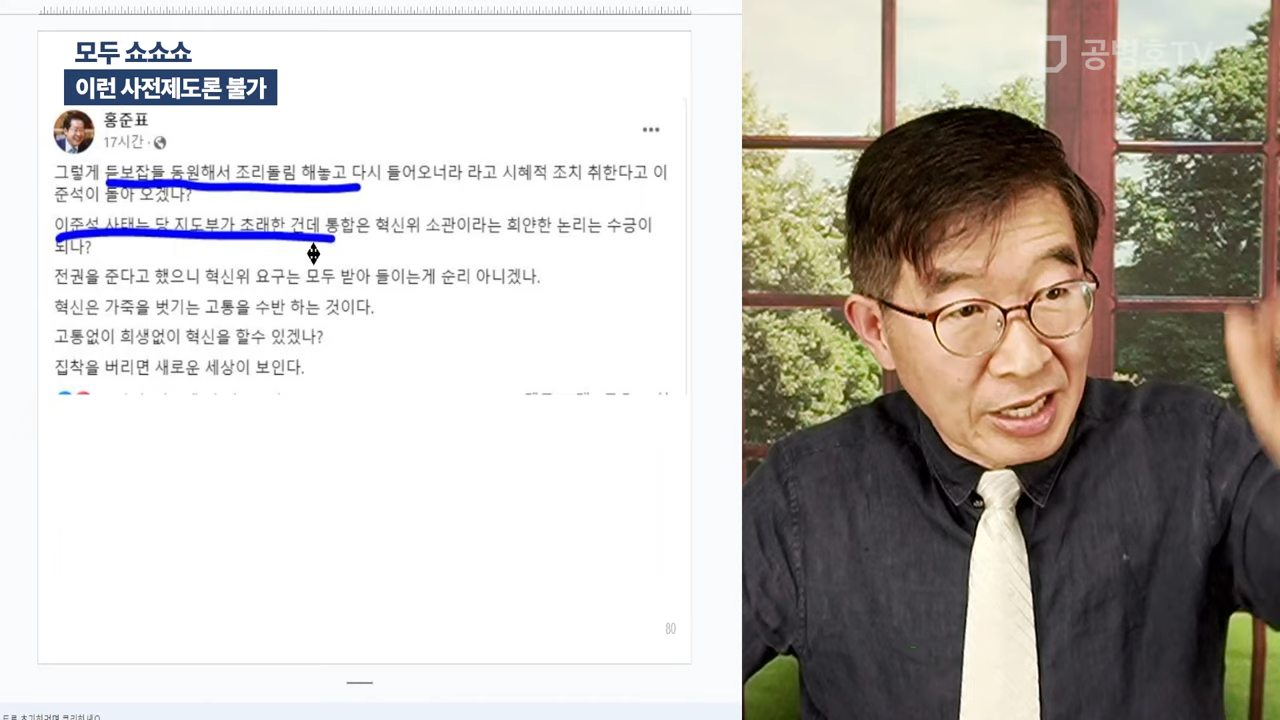 모두 쇼쇼쇼
이런 사전제도론 불가
공병호TV
홍준표
17시간
그렇게 듣보잡들 동원해서 조리돌림 해놓고 다시 들어오너라 라고 시혜적 조치 취한다고 이
준석이 돌아 오겠나?
이준석 사태는 당 지도부가 초래한 건데 통합은 혁신위 소관이라는 희얀한 논리는 수긍이
되나?
전권을 준다고 했으니 혁신위 요구는 모두 받아 들이는게 순리 아니겠나.
혁신은 가죽을 벗기는 고통을 수반 하는 것이다.
고통없이 희생없이 혁신을 할수 있겠나?
집착을 버리면 새로운 세상이 보인다.
80